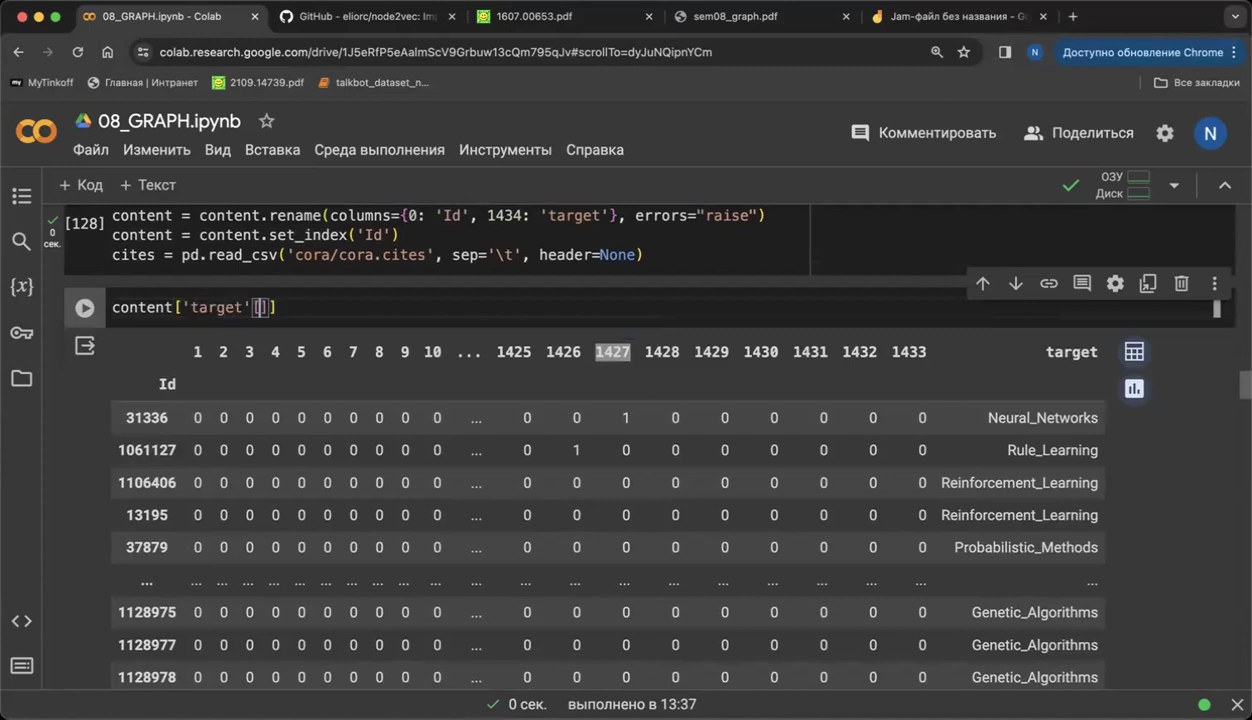 08_GRAPH.ipynb - Colab
GitHub - eliorc/node2vec: Im
1607.00653.pdf
sem08_graph.pdf
Jam-файл без названия - G
colab.research.google.com/drive/1J5eRfP5eAalmScV9Grbuw13cQm795qJv#scrollTo=dyJuNQipnYCm
N
Доступно обновление Chrome
my MyTinkoff
Главная | Интранет
2109.14739.pdf
talkbot_dataset_n...
Все закладки
08_GRAPH.ipynb
Комментировать
Поделиться
N
Файл Изменить Вид Вставка Среда выполнения Инструменты Справка
+ Код + Текст
ОЗУ
Диск
[128]
0
сек.
content = content.rename(columns={0: 'Id', 1434: 'target'}, errors="raise")
content = content.set_index('Id')
cites = pd.read_csv('cora/cora.cites', sep='\t', header=None)
content['target'[]]
1 2 3 4 5 6 7 8 9 10 ... 1425 1426 1427 1428 1429 1430 1431 1432 1433 target
Id
31336 0 0 0 0 0 0 0 0 0 0 ... 0 0 1 0 0 0 0 0 0 Neural_Networks
1061127 0 0 0 0 0 0 0 0 0 0 ... 0 1 0 0 0 0 0 0 0 Rule_Learning
1106406 0 0 0 0 0 0 0 0 0 0 ... 0 0 0 0 0 0 0 0 0 Reinforcement_Learning
13195 0 0 0 0 0 0 0 0 0 0 ... 0 0 0 0 0 0 0 0 0 Reinforcement_Learning
37879 0 0 0 0 0 0 0 0 0 0 ... 0 0 0 0 0 0 0 0 0 Probabilistic_Methods
... ... ... ... ... ... ... ... ... ... ... ... ... ... ... ... ... ... ... ... ... ...
1128975 0 0 0 0 0 0 0 0 0 0 ... 0 0 0 0 0 0 0 0 0 Genetic_Algorithms
1128977 0 0 0 0 0 0 0 0 0 0 ... 0 0 0 0 0 0 0 0 0 Genetic_Algorithms
1128978 0 0 0 0 0 0 0 0 0 0 ... 0 0 0 0 0 0 0 0 0 Genetic_Algorithms
0 сек. выполнено в 13:37